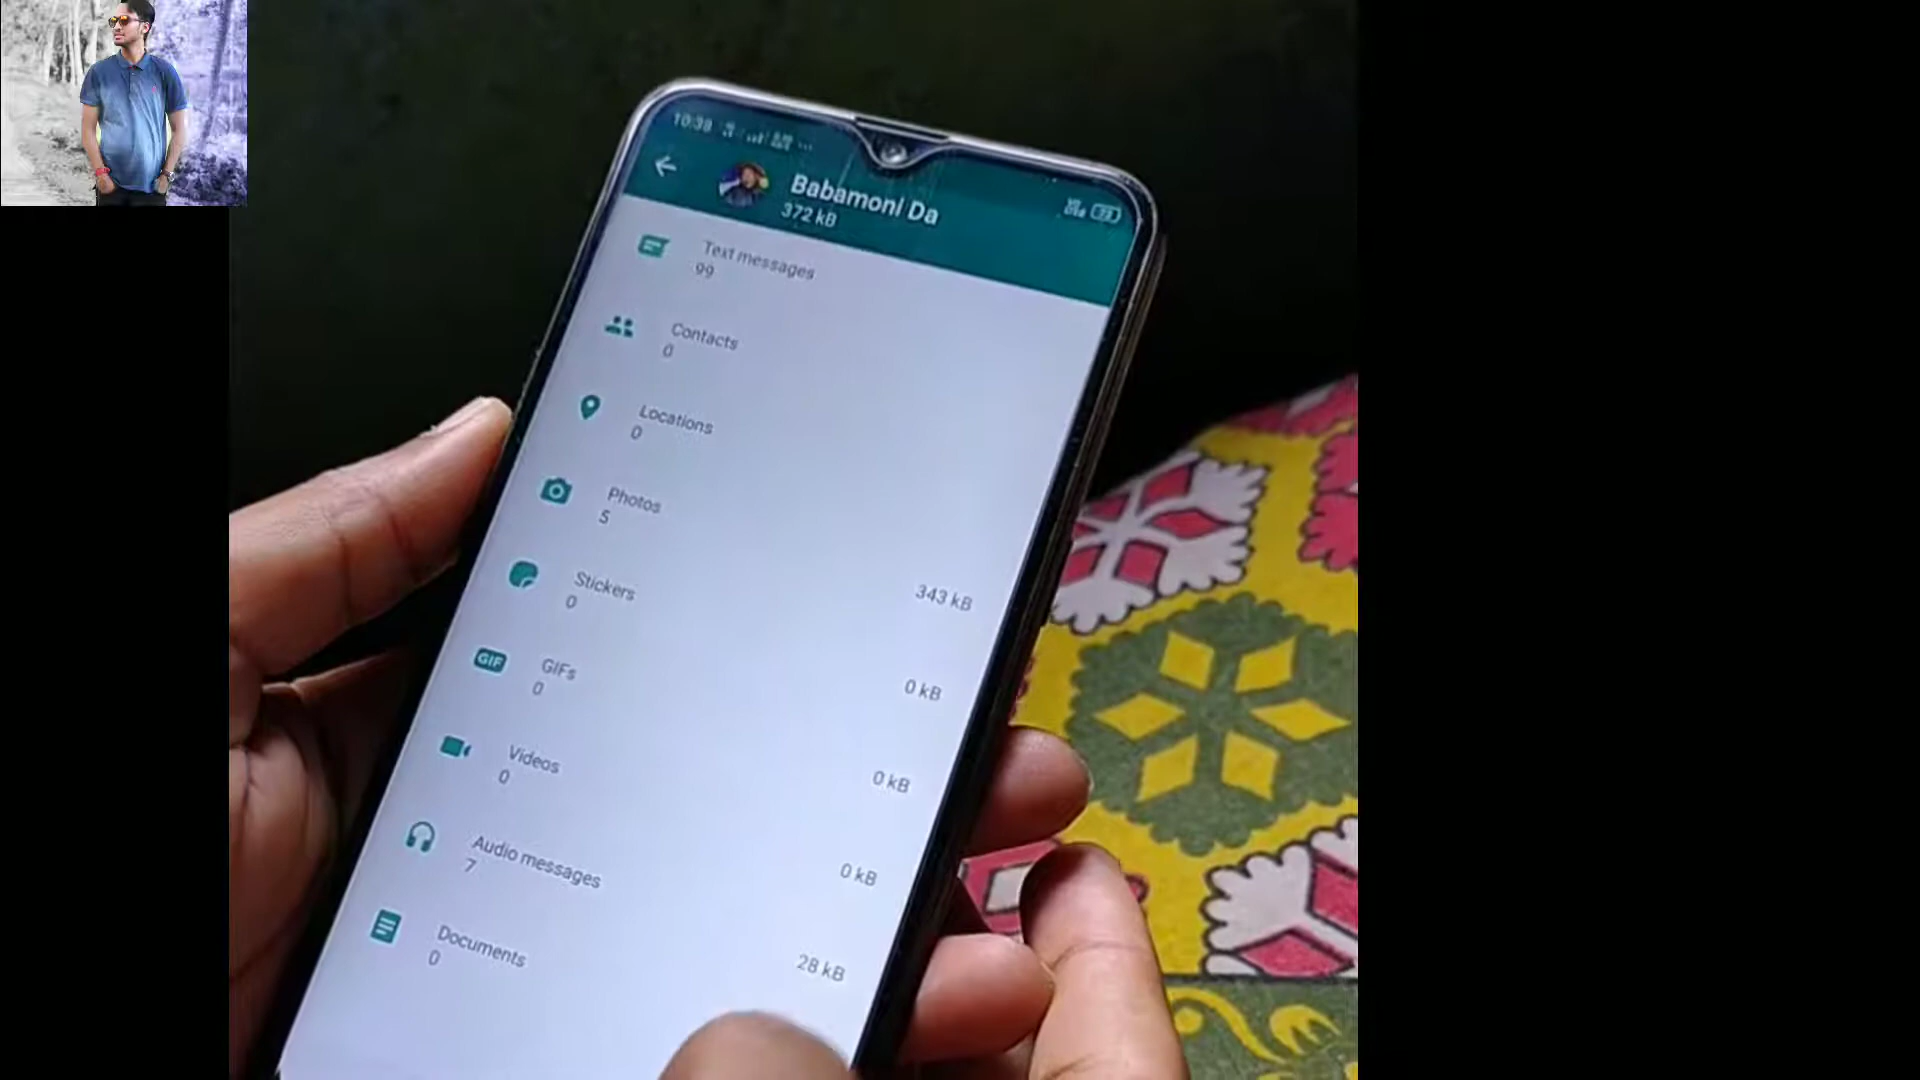 10:38
Babamoni Da
372 kB
Text messages
99
Contacts
0
Locations
0
Photos
5
343 kB
Stickers
0
0 kB
GIF
GIFs
0
0 kB
Videos
0
0 kB
Audio messages
7
28 kB
Documents
0